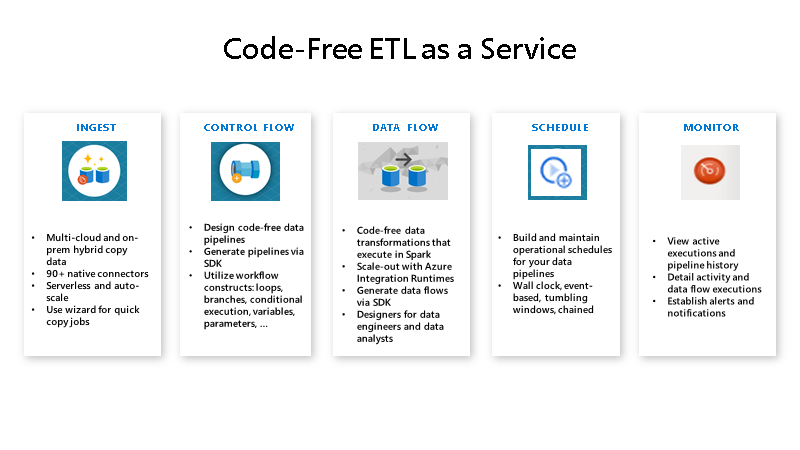 Code-Free ETL as a Service
INGEST
• Multi-cloud and on-
prem hybrid copy
data
• 90+ native connectors
• Serverless and auto-
scale
• Use wizard for quick
copy jobs
CONTROL FLOW
• Design code-free data
pipelines
• Generate pipelines via
SDK
• Utilize workflow
constructs: loops,
branches, conditional
execution, variables,
parameters, ...
DATA FLOW
• Code-free data
transformations that
execute in Spark
• Scale-out with Azure
Integration Runtimes
• Generate data flows
via SDK
• Designers for data
engineers and data
analysts
SCHEDULE
• Build and maintain
operational schedules
for your data
pipelines
• Wall clock, event-
based, tumbling
windows, chained
MONITOR
• View active
executions and
pipeline history
• Detail activity and
data flow executions
• Establish alerts and
notifications